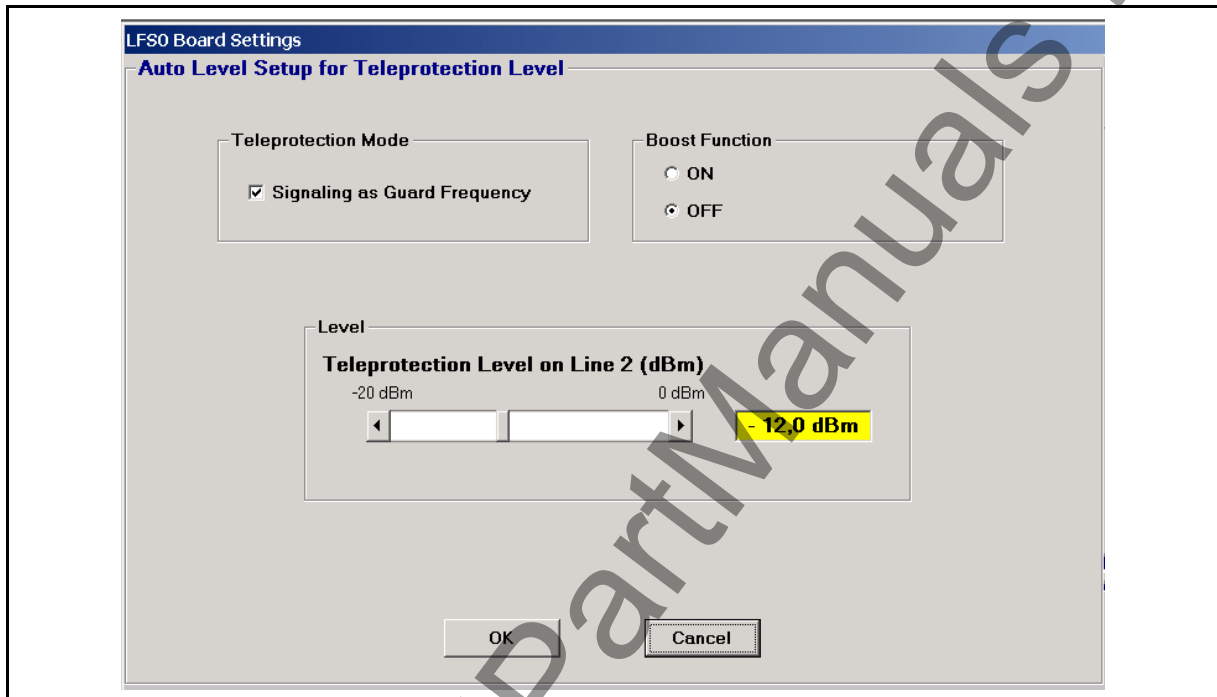 LFS0 Board Settings
Auto Level Setup for Teleprotection Level
Teleprotection Mode
Signaling as Guard Frequency
Boost Function
ON
OFF
Level
Teleprotection Level on Line 2 (dBm)
-20 dBm
0 dBm
- 12,0 dBm
OK
Cancel
PartManuals